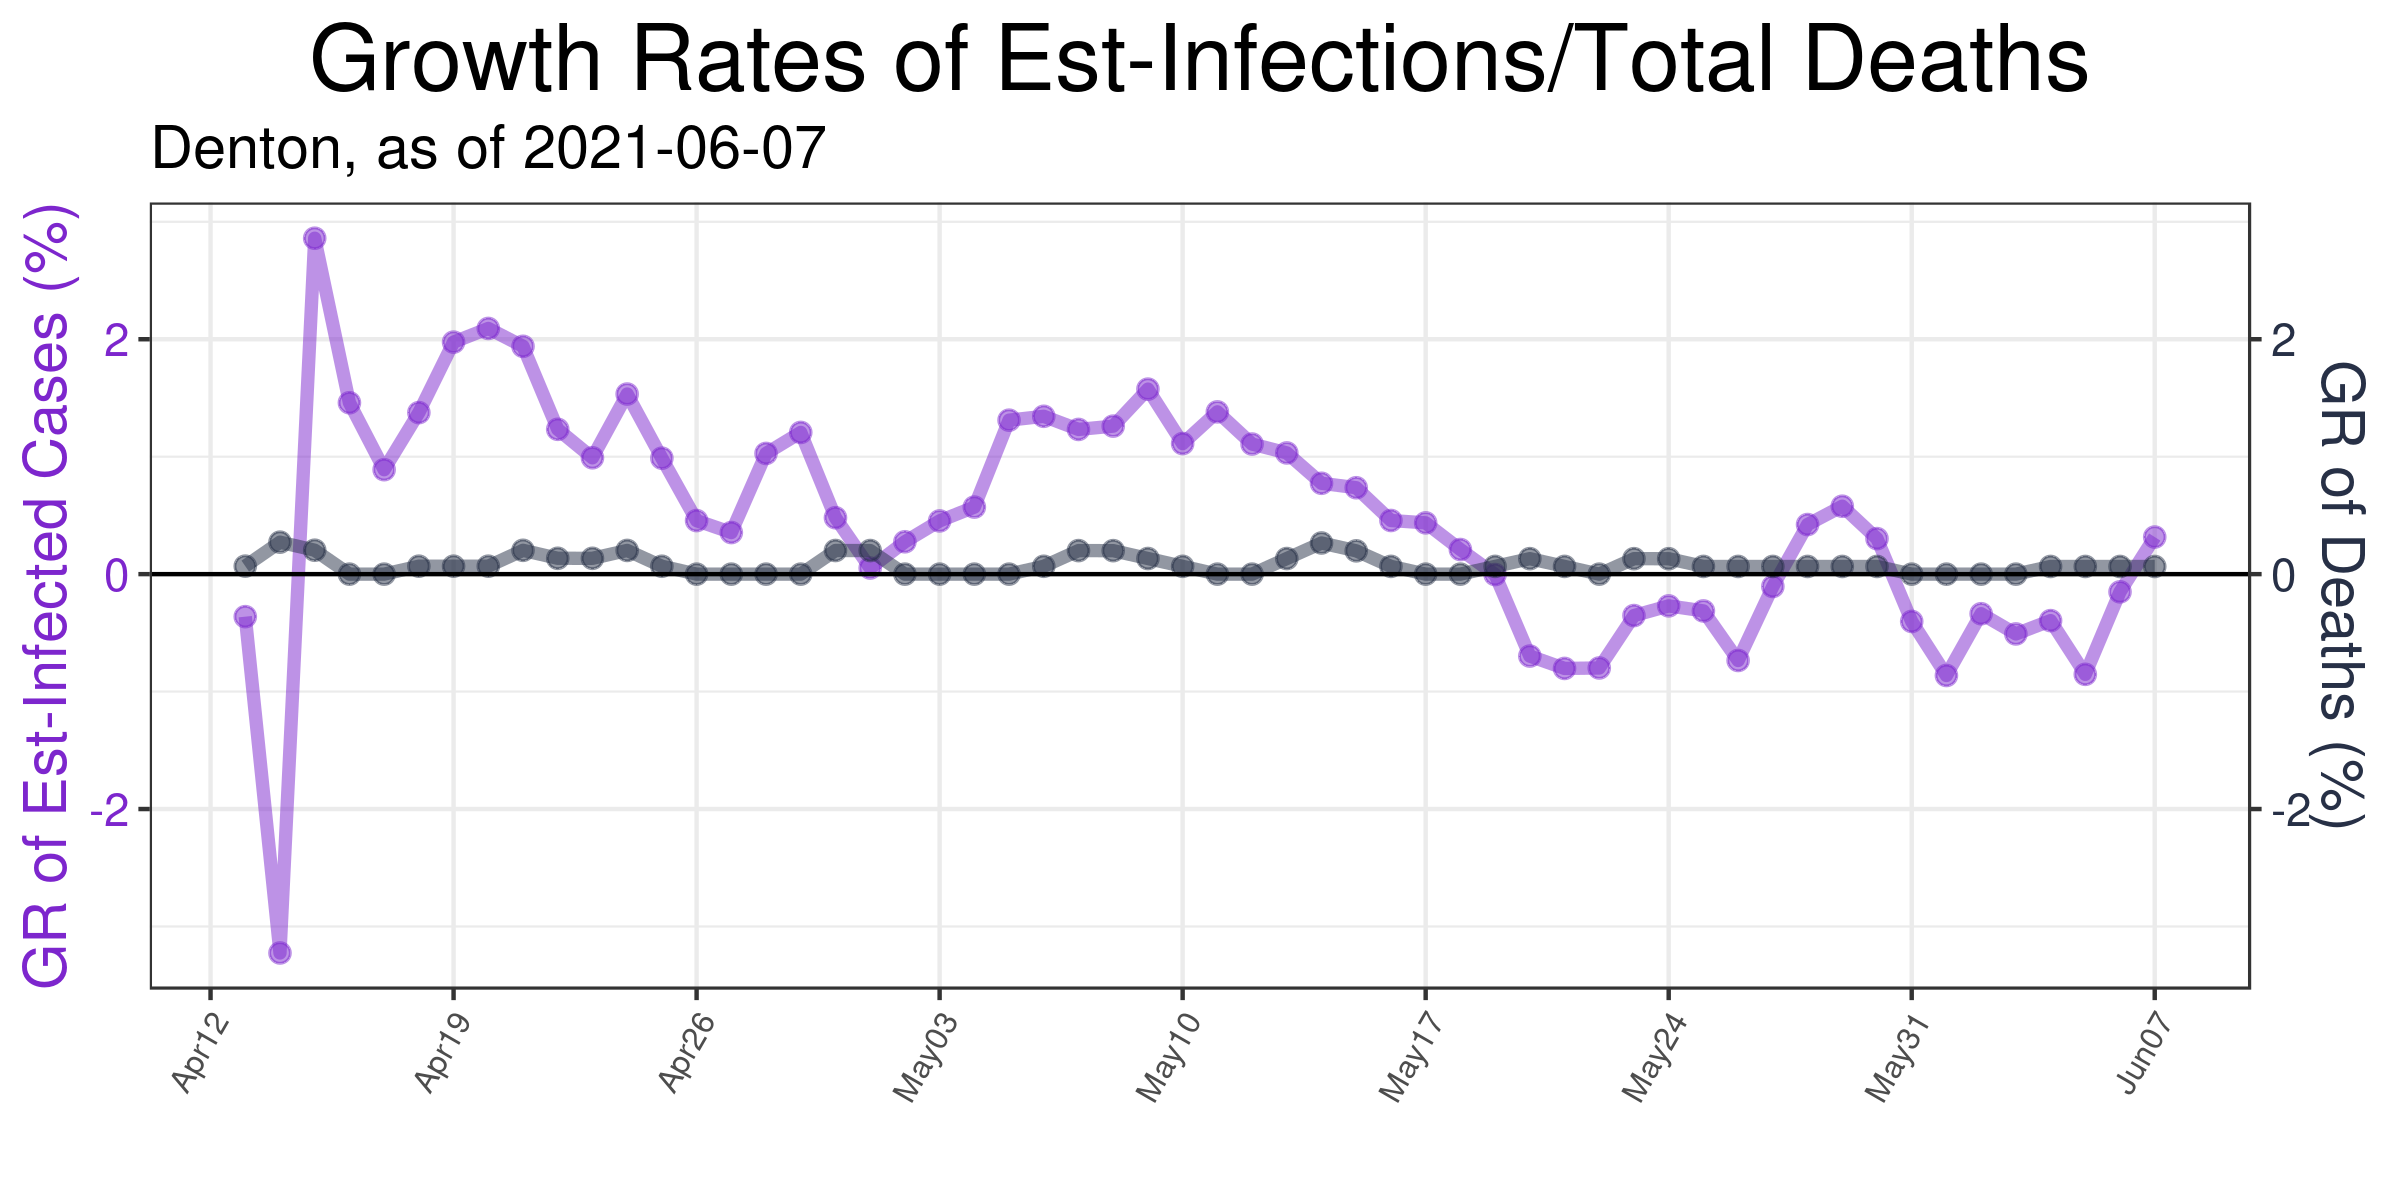 Growth Rates of Est-Infections/Total Deaths
Denton, as of 2021-06-07
GR of Est-Infected Cases (%)
2
0
-2
2
0
-2
GR of Deaths (%)
Apr12
Apr19
Apr26
May03
May10
May17
May24
May31
Jun07